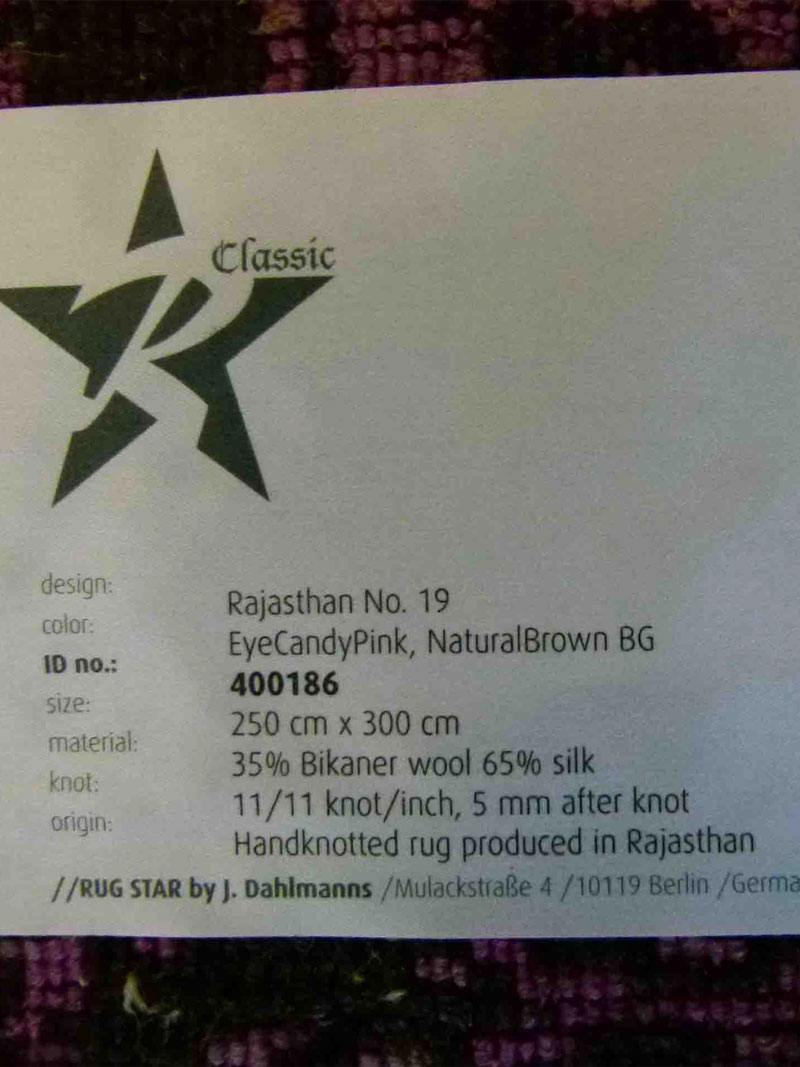 Classic
design: Rajasthan No. 19
color: EyeCandyPink, NaturalBrown BG
ID no.: 400186
size: 250 cm x 300 cm
material: 35% Bikaner wool 65% silk
knot: 11/11 knot/inch, 5 mm after knot
origin: Handknotted rug produced in Rajasthan
//RUG STAR by J. Dahlmanns /Mulackstraße 4 /10119 Berlin /Germa